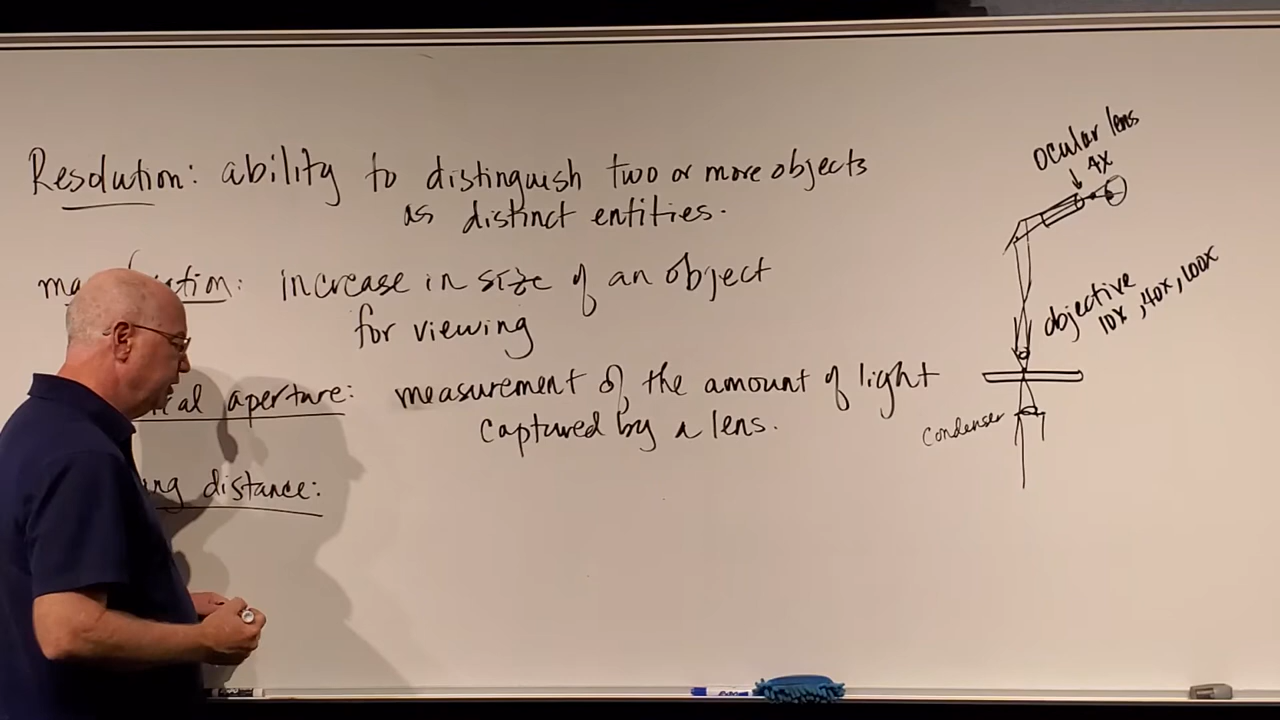 Resolution: ability to distinguish two or more objects
as distinct entities.
increase in size of an object
for viewing
aperture: measurement of the amount of light
captured by a lens.
distance:
ocular lens
4X
objective
10X, 40X, 100X
Condenser